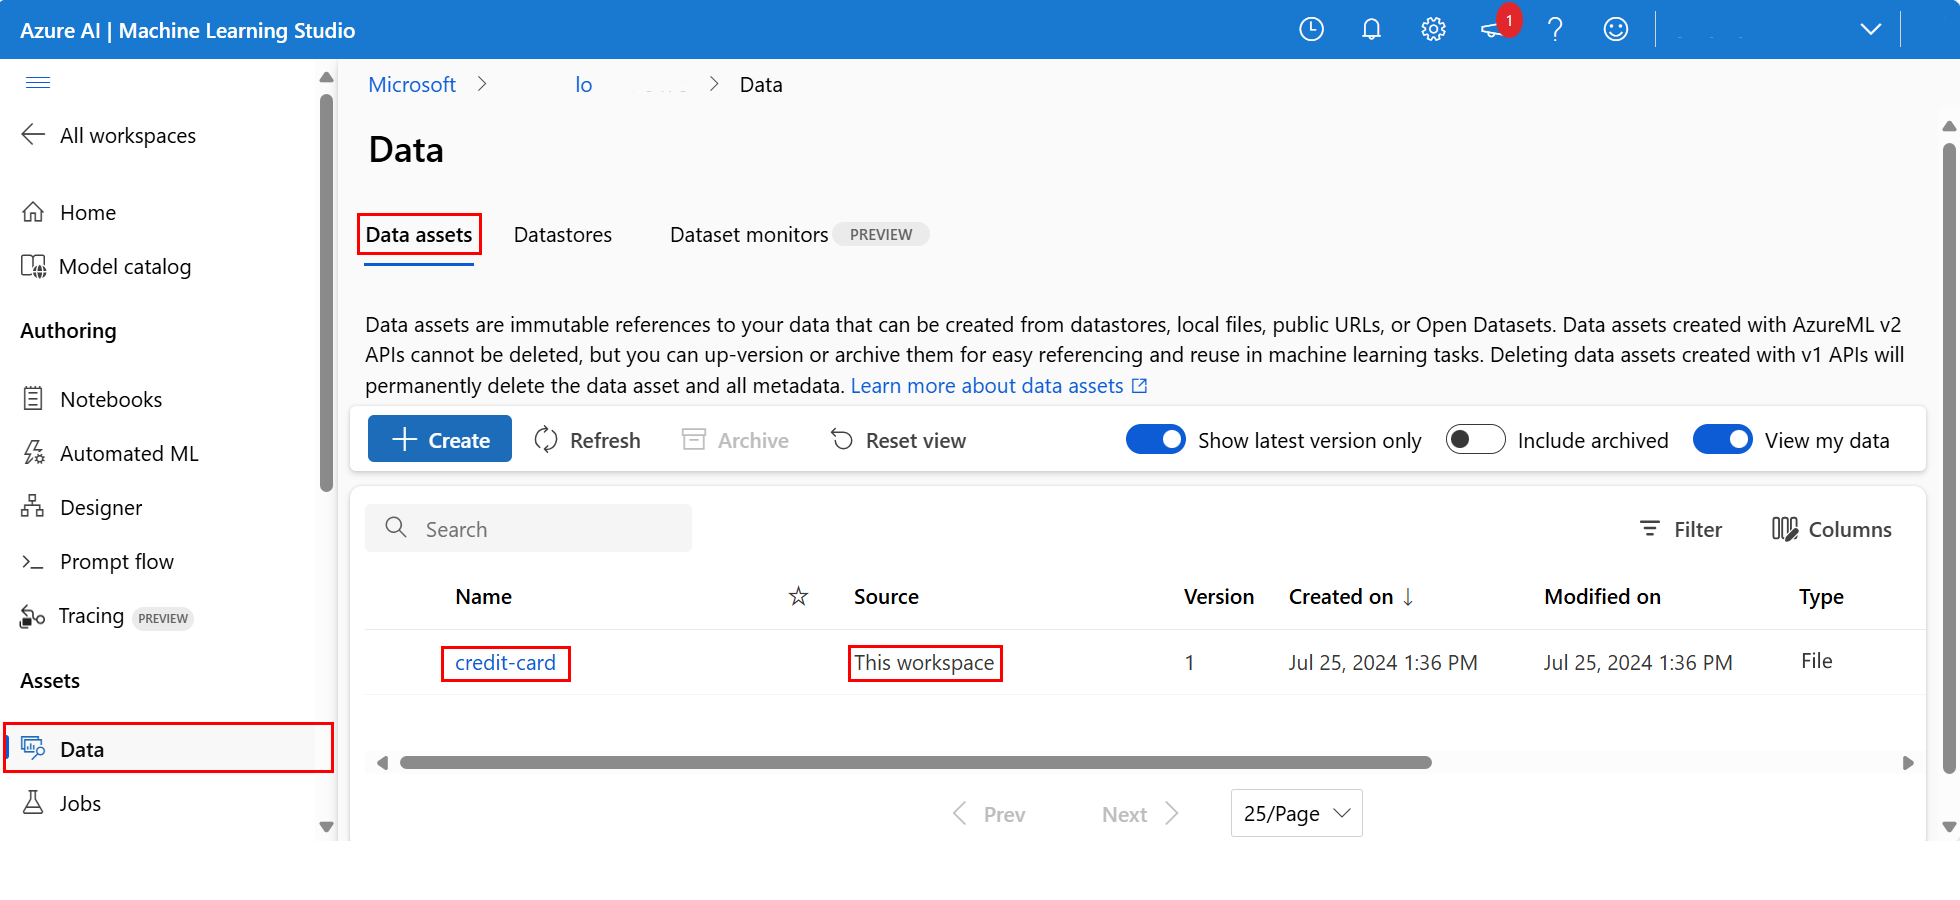 Azure AI | Machine Learning Studio
1
Microsoft
lo
Data
All workspaces
Home
Model catalog
Authoring
Notebooks
Automated ML
Designer
Prompt flow
Tracing PREVIEW
Assets
Data
Jobs
Data
Data assets Datastores Dataset monitors PREVIEW
Data assets are immutable references to your data that can be created from datastores, local files, public URLs, or Open Datasets. Data assets created with AzureML v2
APIs cannot be deleted, but you can up-version or archive them for easy referencing and reuse in machine learning tasks. Deleting data assets created with v1 APIs will
permanently delete the data asset and all metadata. Learn more about data assets
Create Refresh Archive Reset view Show latest version only Include archived View my data
Search Filter Columns
Name Source Version Created on Modified on Type
credit-card This workspace 1 Jul 25, 2024 1:36 PM Jul 25, 2024 1:36 PM File
Prev Next 25/Page